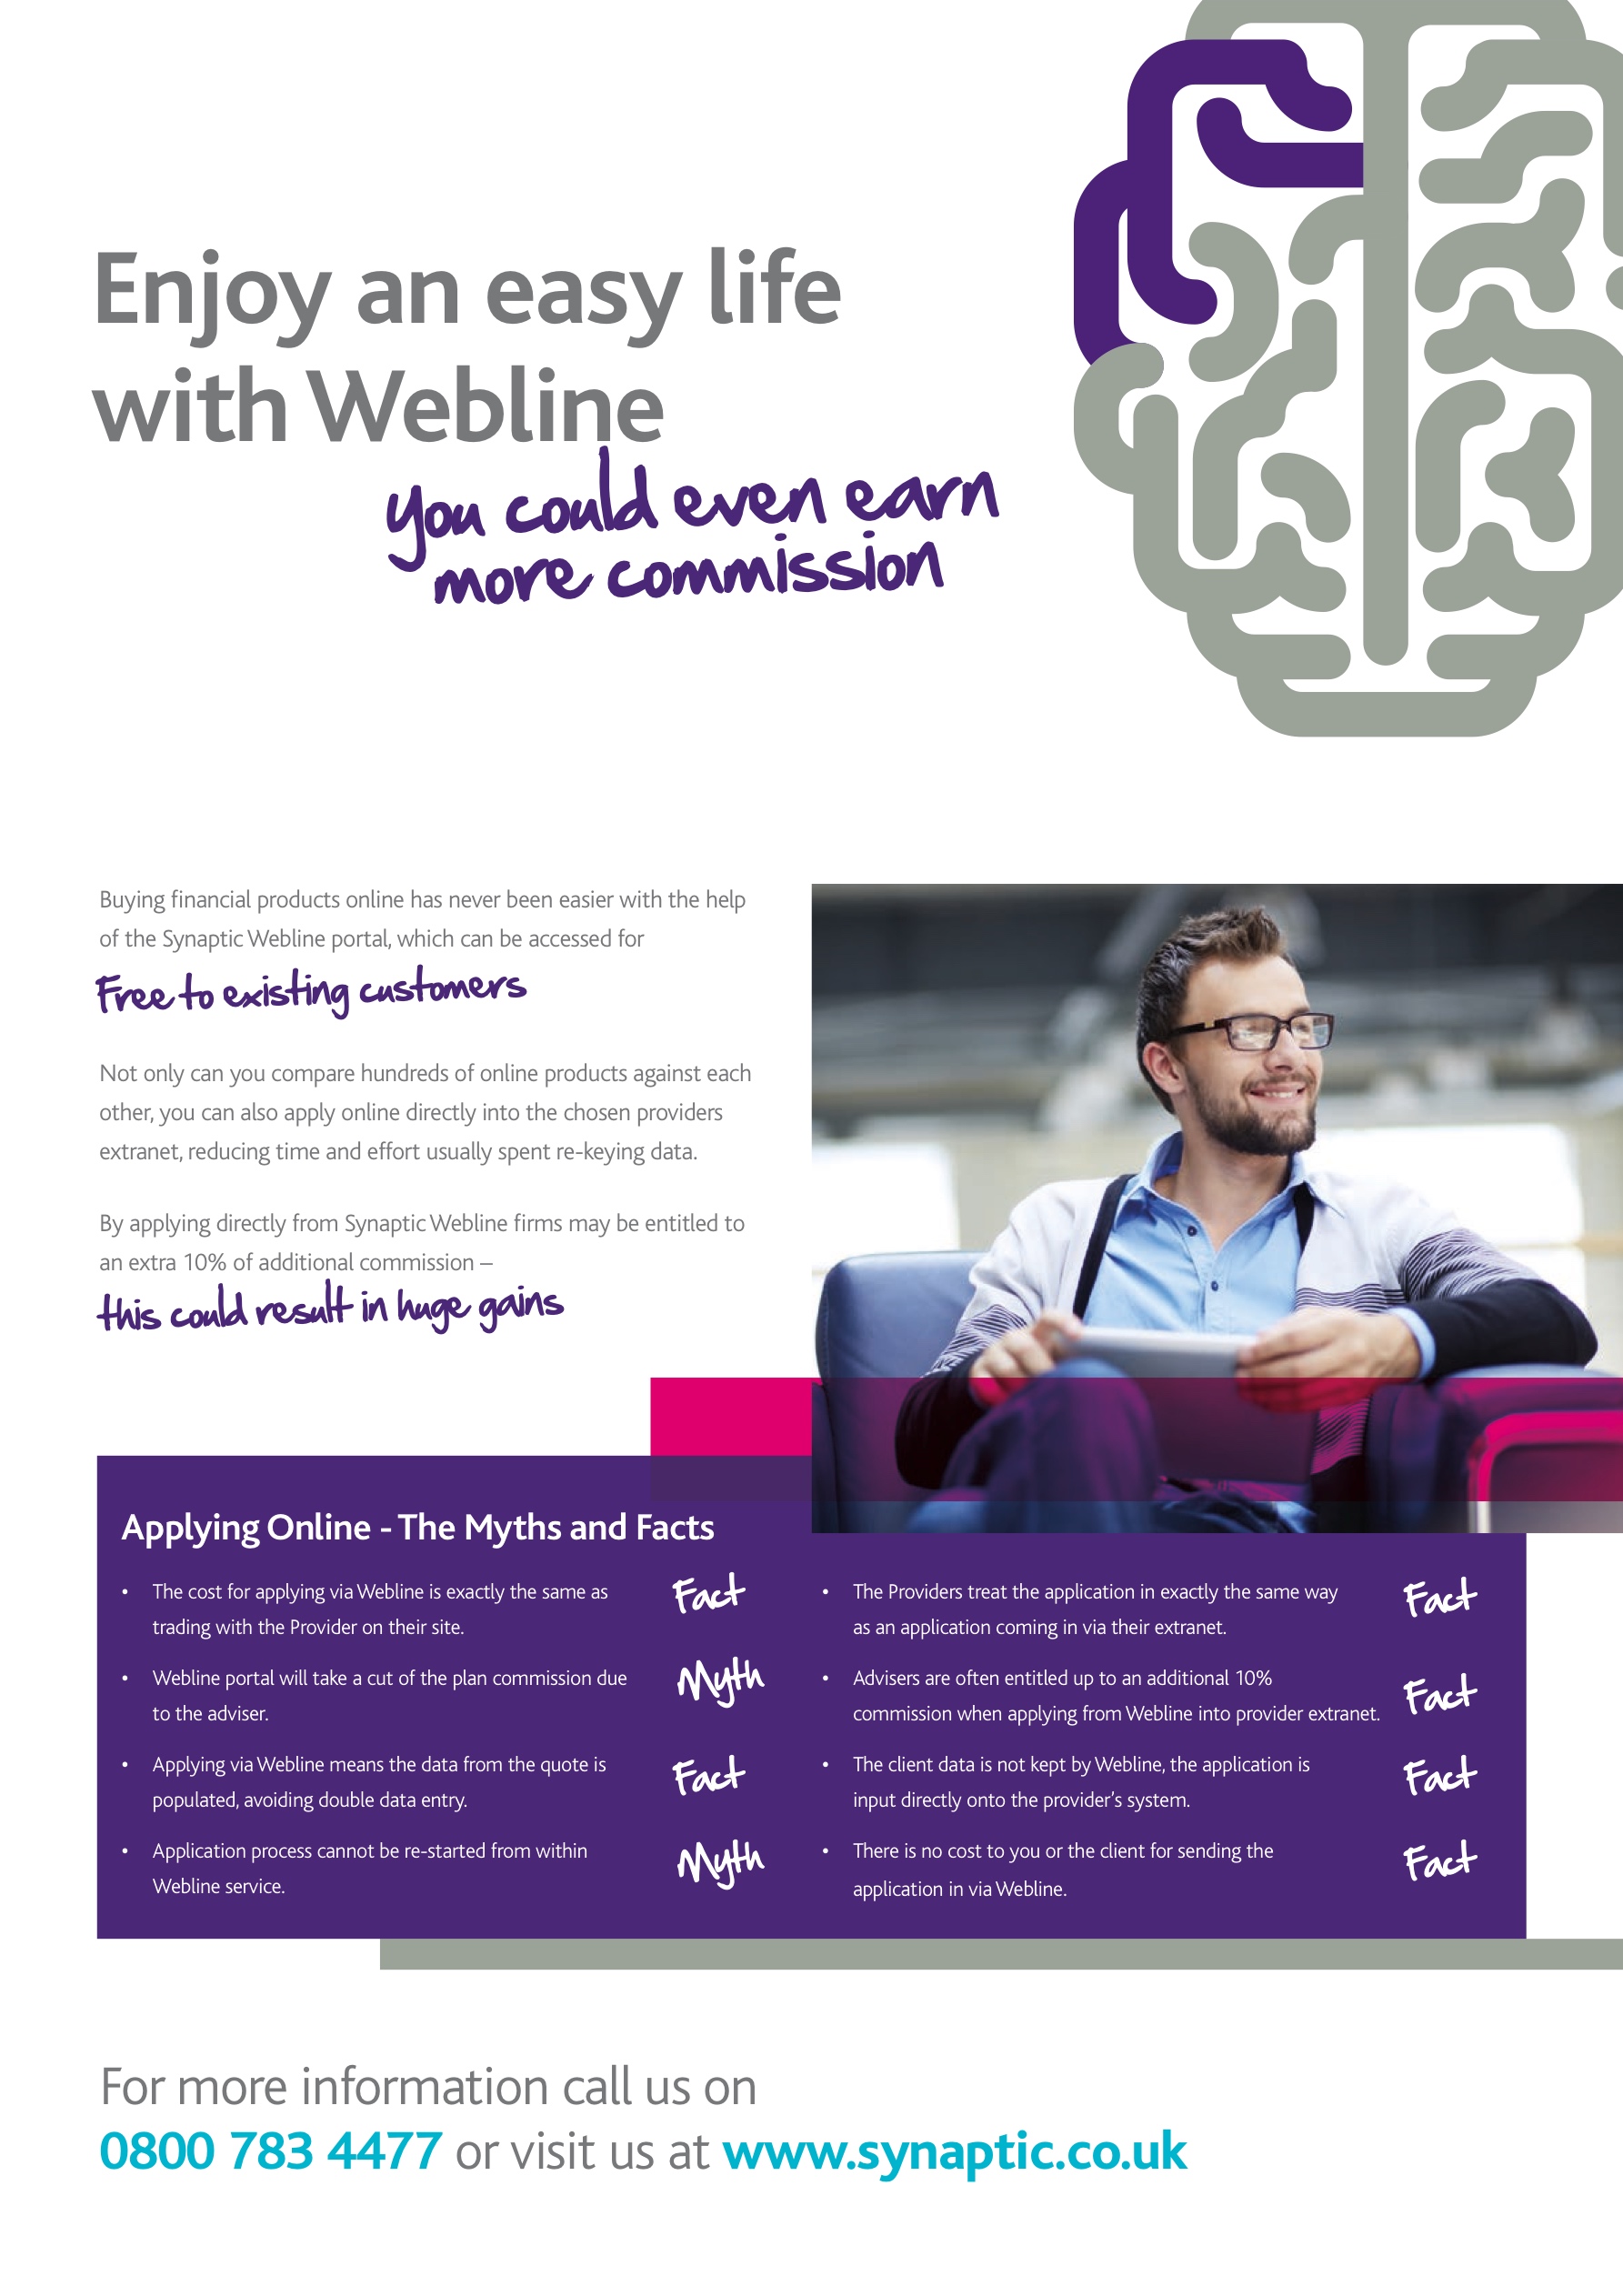 Enjoy an easy life
with Webline
you could even earn
more commission
Buying financial products online has never been easier with the help
of the Synaptic Webline portal, which can be accessed for
Free to existing customers
Not only can you compare hundreds of online products against each
other, you can also apply online directly into the chosen providers
extranet, reducing time and effort usually spent re-keying data.
By applying directly from Synaptic Webline firms may be entitled to
an extra 10% of additional commission –
this could result in huge gains
Applying Online - The Myths and Facts
• The cost for applying via Webline is exactly the same as
trading with the Provider on their site.
Fact
• Webline portal will take a cut of the plan commission due
to the adviser.
Myth
• Applying via Webline means the data from the quote is
populated, avoiding double data entry.
Fact
• Application process cannot be re-started from within
Webline service.
Myth
• The Providers treat the application in exactly the same way
as an application coming in via their extranet.
Fact
• Advisers are often entitled up to an additional 10%
commission when applying from Webline into provider extranet.
Fact
• The client data is not kept by Webline, the application is
input directly onto the provider's system.
Fact
• There is no cost to you or the client for sending the
application in via Webline.
Fact
For more information call us on
0800 783 4477 or visit us at www.synaptic.co.uk